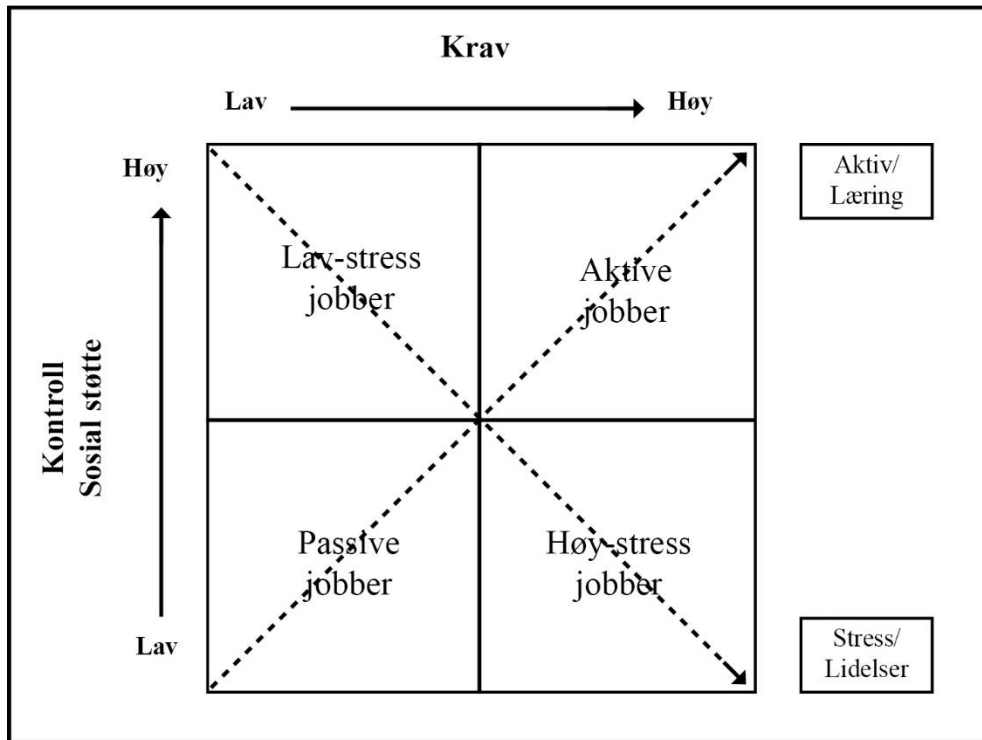 Krav
Lav
Høy
Høy
Aktiv/
Læring
Lav-stress
jobber
Aktive
jobber
Kontroll
Sosial støtte
Passive
jobber
Høy-stress
jobber
Lav
Stress/
Lidelser